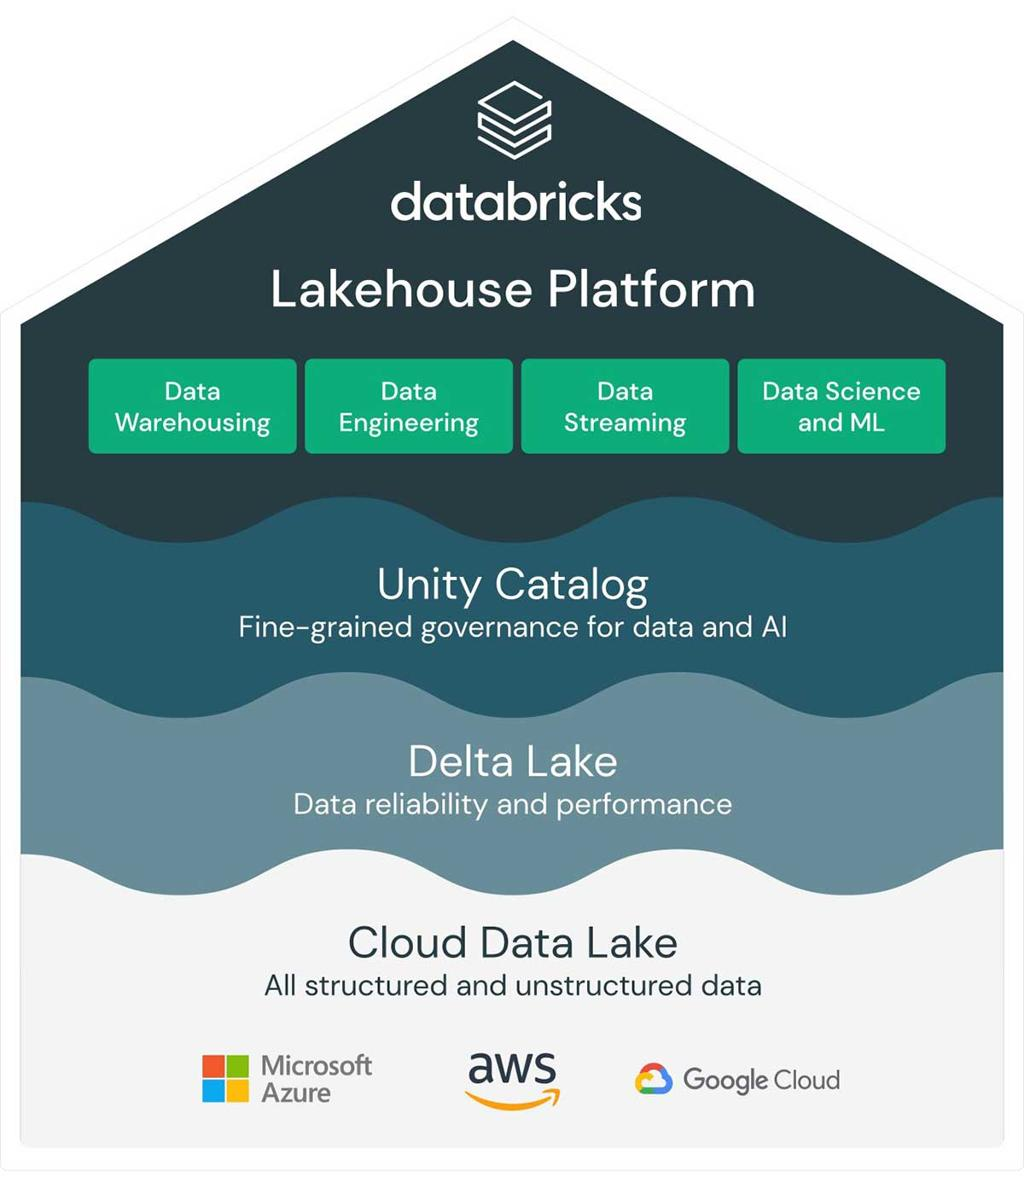 databricks
Lakehouse Platform
Data
Warehousing
Data
Engineering
Data
Streaming
Data Science
and ML
Unity Catalog
Fine-grained governance for data and AI
Delta Lake
Data reliability and performance
Cloud Data Lake
All structured and unstructured data
Microsoft
Azure
aws
Google Cloud